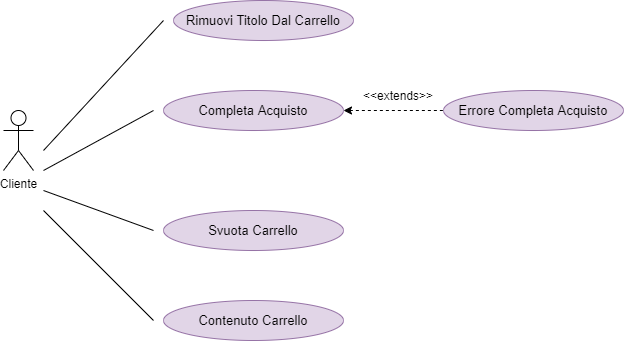 Rimuovi Titolo Dal Carrello
<<extends>>
Completa Acquisto
Errore Completa Acquisto
Cliente
Svuota Carrello
Contenuto Carrello